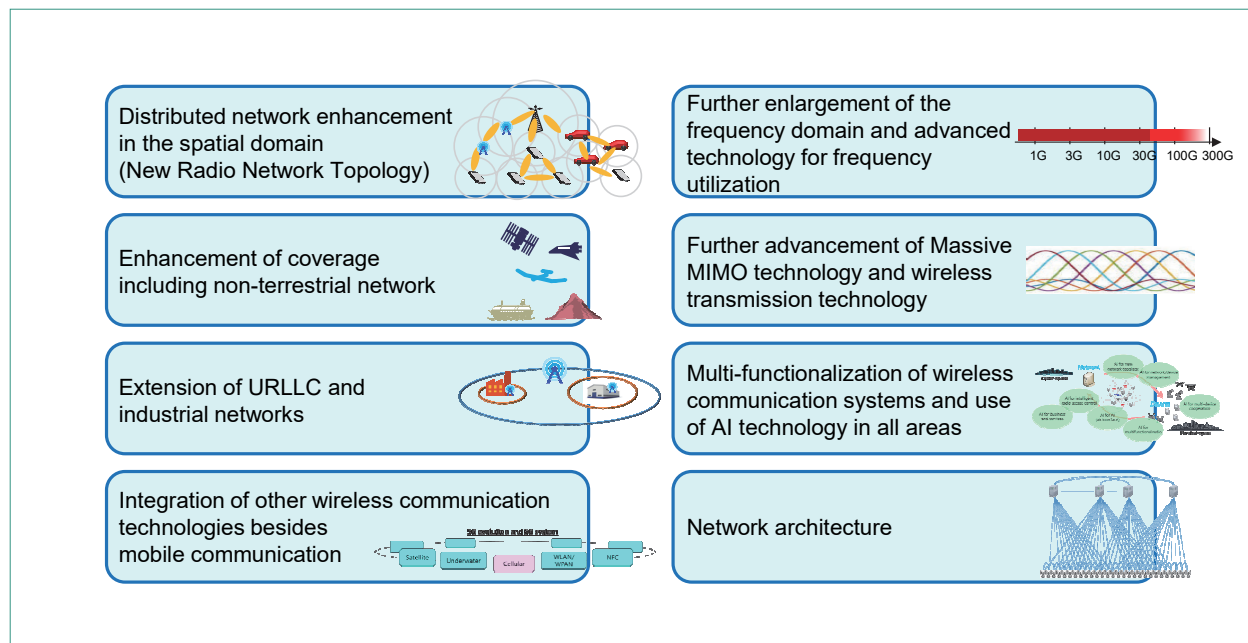 Distributed network enhancement
in the spatial domain
(New Radio Network Topology)
Further enlargement of the
frequency domain and advanced
technology for frequency
utilization
1G 3G 10G 30G 100G 300G
Enhancement of coverage
including non-terrestrial network
Further advancement of Massive
MIMO technology and wireless
transmission technology
Extension of URLLC and
industrial networks
Multi-functionalization of wireless
communication systems and use
of AI technology in all areas
Integration of other wireless communication
technologies besides
mobile communication
5G evolution and 6G system
Satellite
Underwater
Cellular
WLAN/
WPAN
NFC
Network architecture